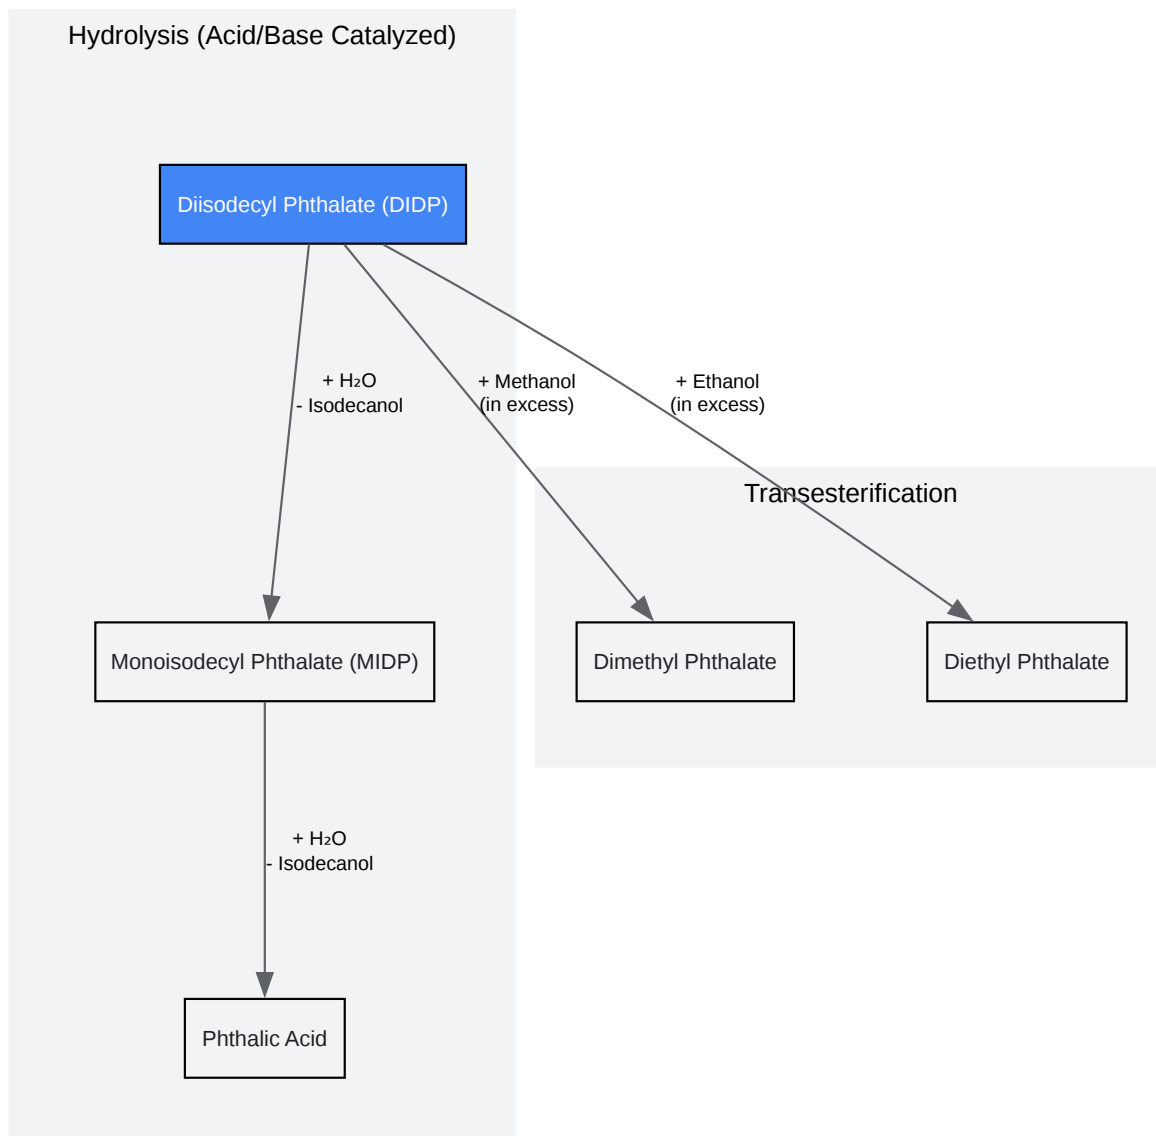 Hydrolysis (Acid/Base Catalyzed)
Diisodecyl Phthalate (DIDP)
+ H₂O
- Isodecanol
+ Methanol
(in excess)
+ Ethanol
(in excess)
Transesterification
Monoisodecyl Phthalate (MIDP)
Dimethyl Phthalate
Diethyl Phthalate
+ H₂O
- Isodecanol
Phthalic Acid